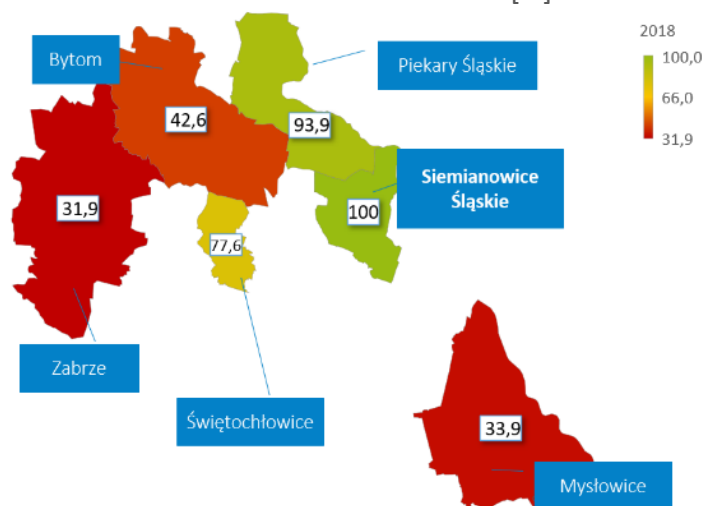 2018
100,0
66,0
31,9
Bytom
Piekary Śląskie
42,6
93,9
Siemianowice
Śląskie
31,9
100
77,6
Zabrze
Świętochłowice
33,9
Mysłowice